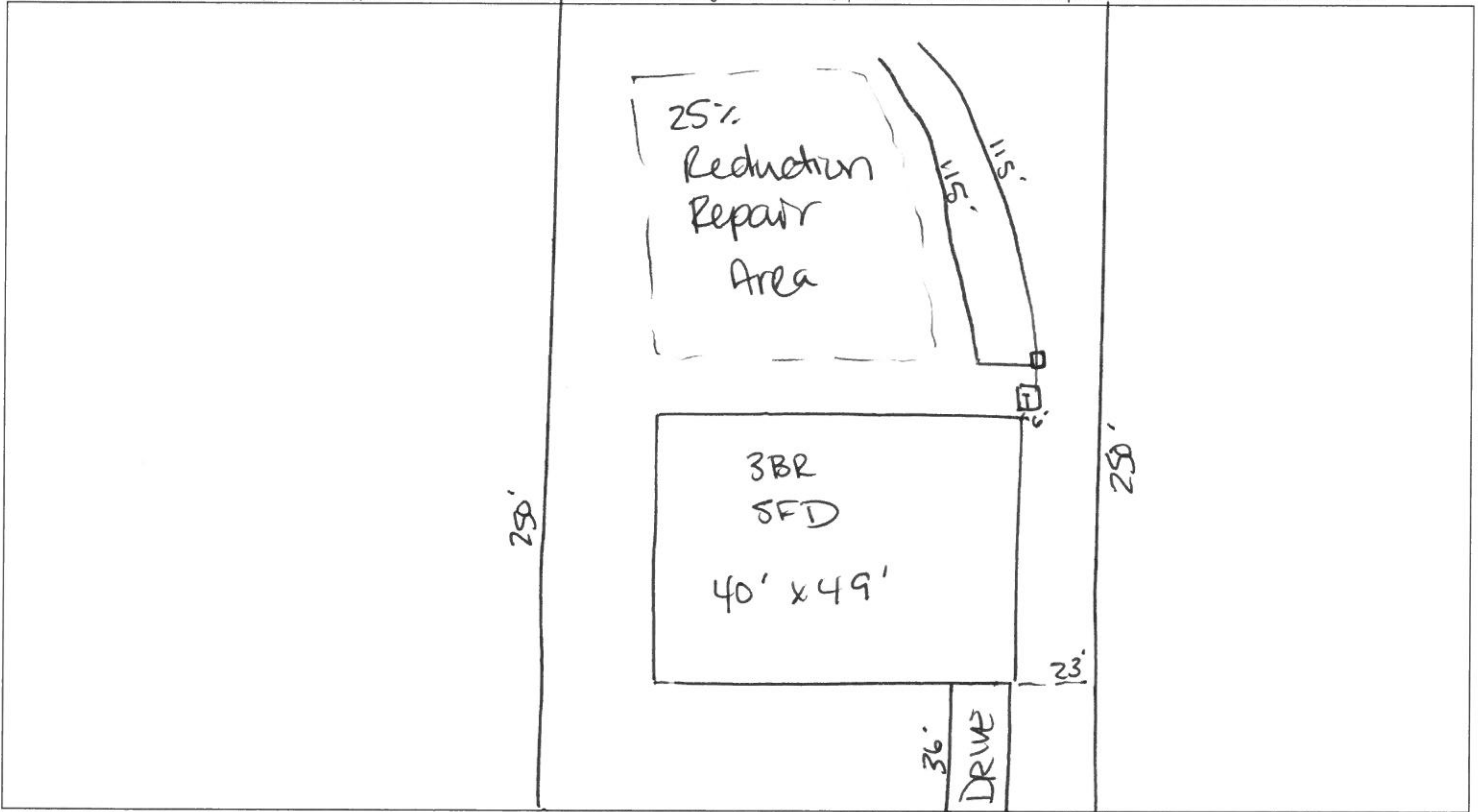 25%
Reduction
Repair
Area
115'
115'
T
6'
3BR
SFD
40' x 49'
250'
250'
23'
36'
DRIVE